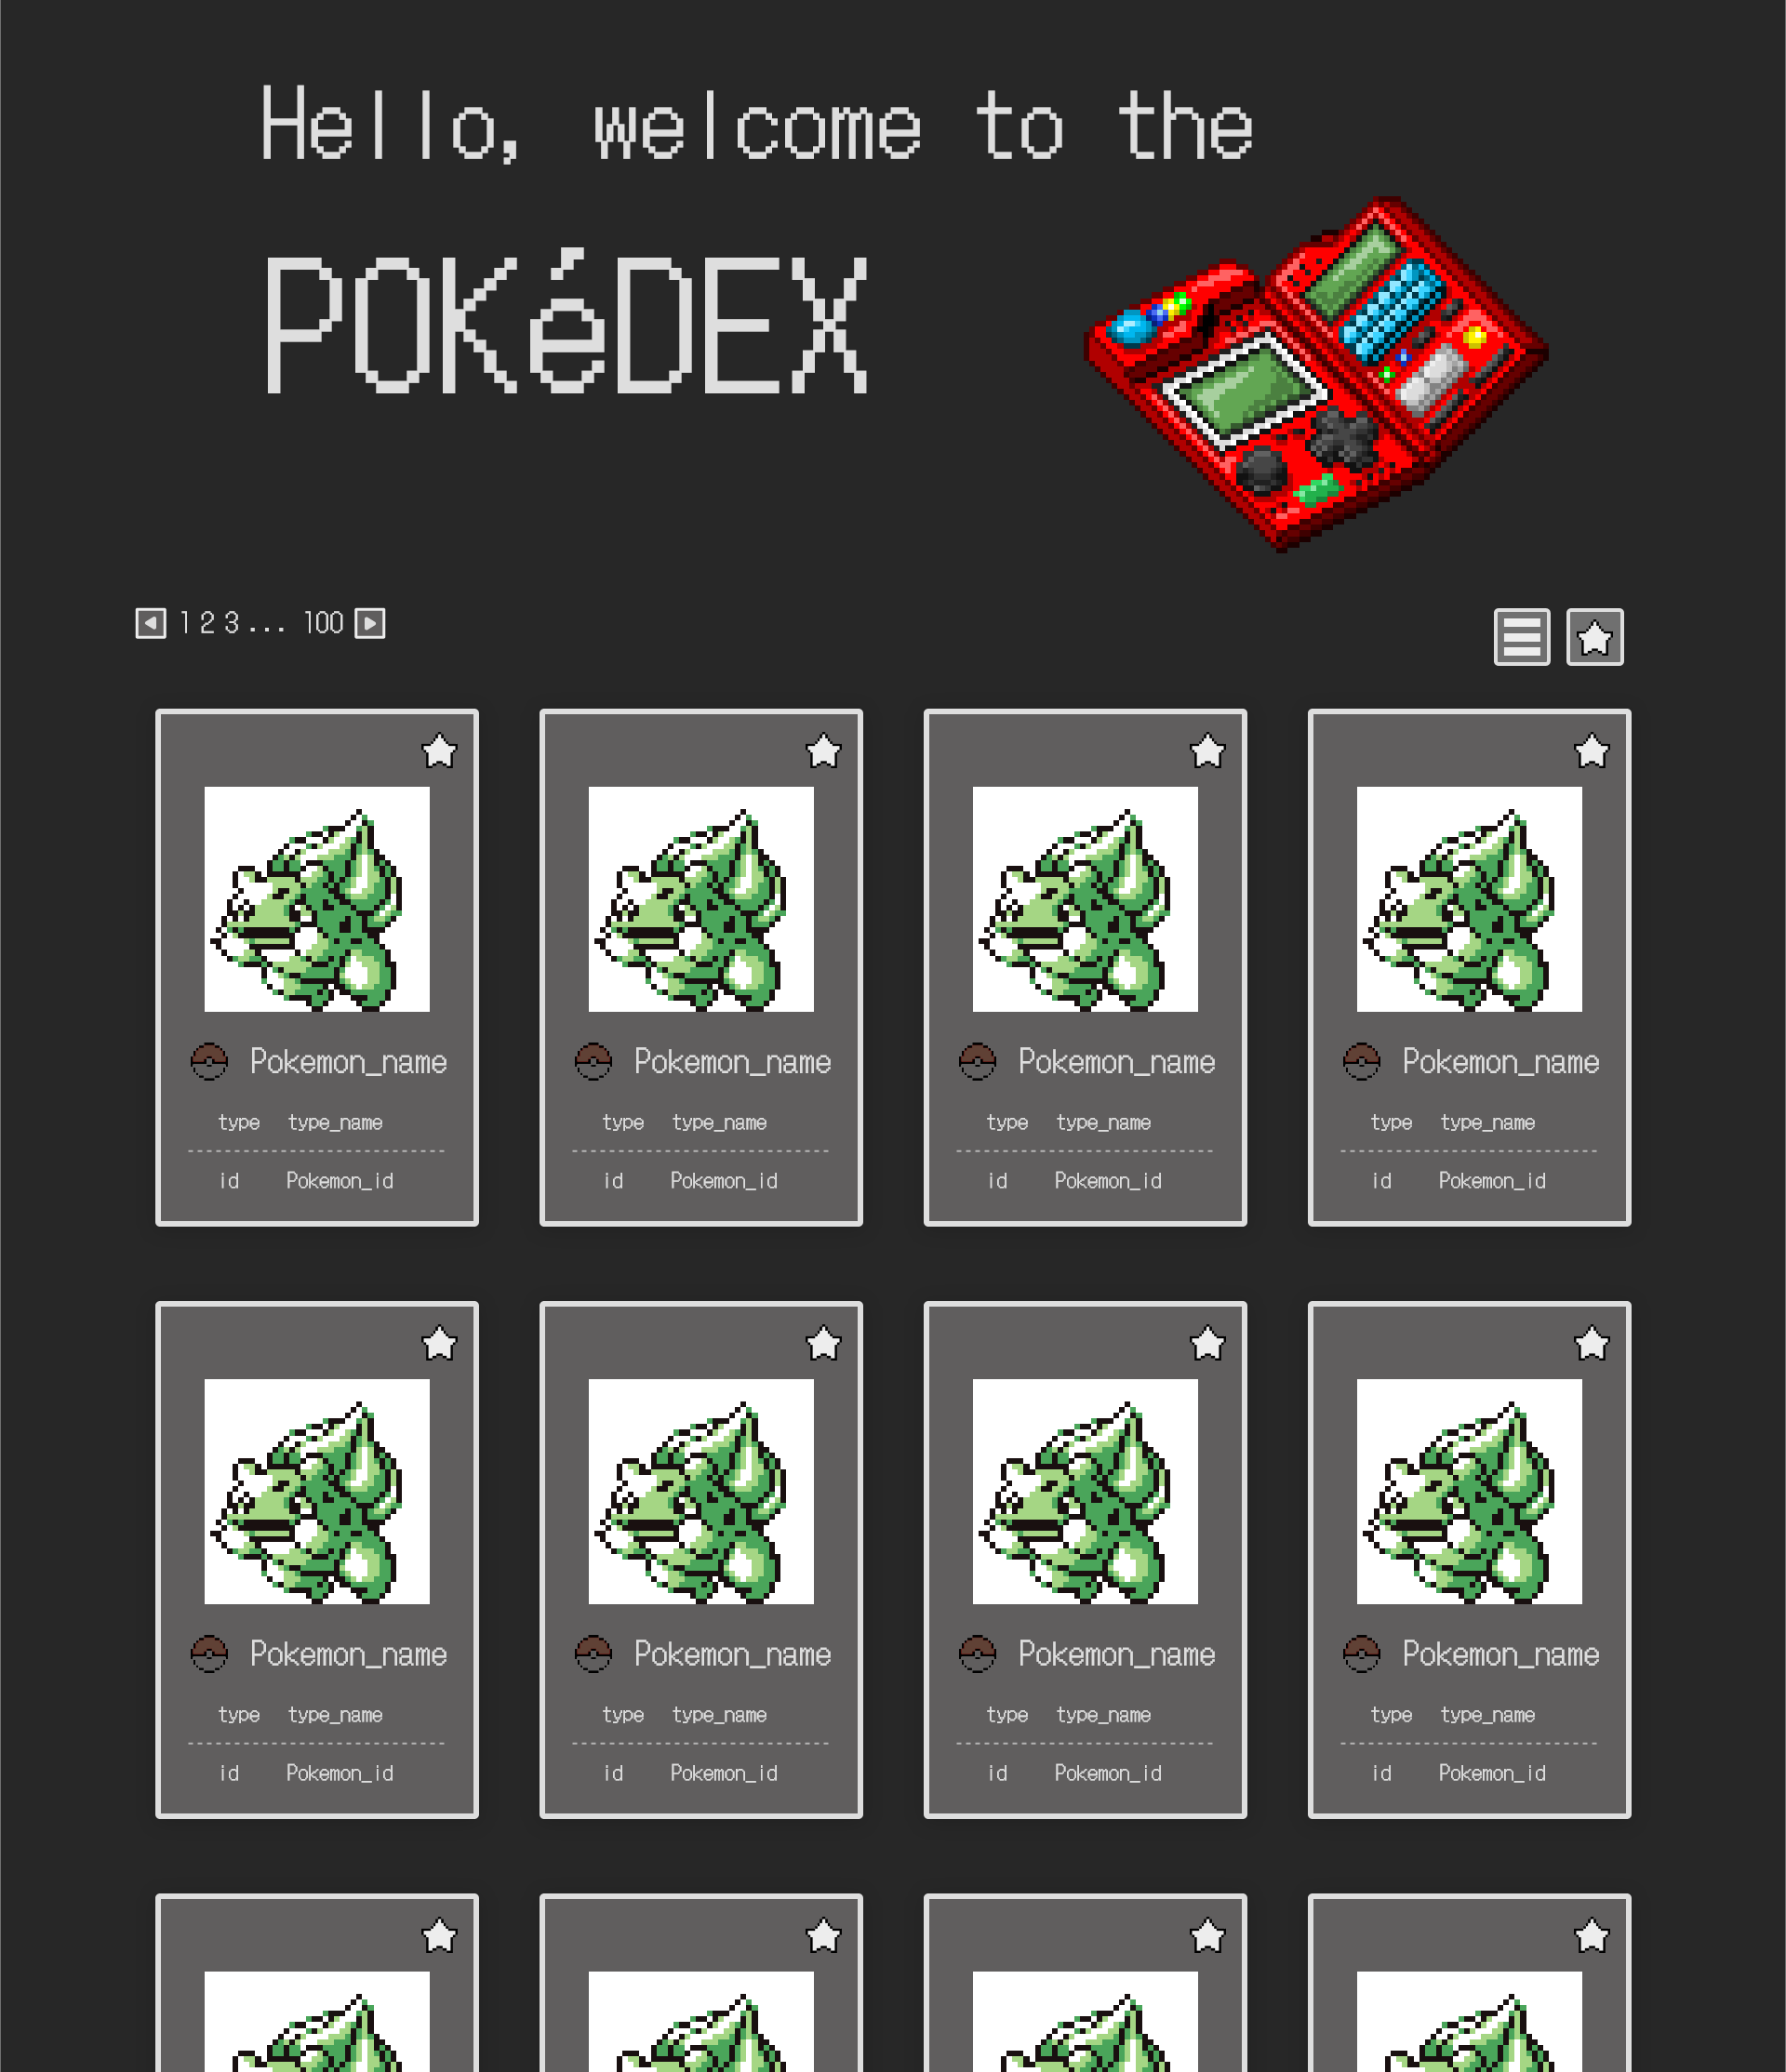 Hello, welcome to the
POKéDEX
1 2 3 ... 100
Pokemon_name Pokemon_name Pokemon_name Pokemon_name
type type_name type type_name type type_name type type_name
id Pokemon_id id Pokemon_id id Pokemon_id id Pokemon_id
Pokemon_name Pokemon_name Pokemon_name Pokemon_name
type type_name type type_name type type_name type type_name
id Pokemon_id id Pokemon_id id Pokemon_id id Pokemon_id